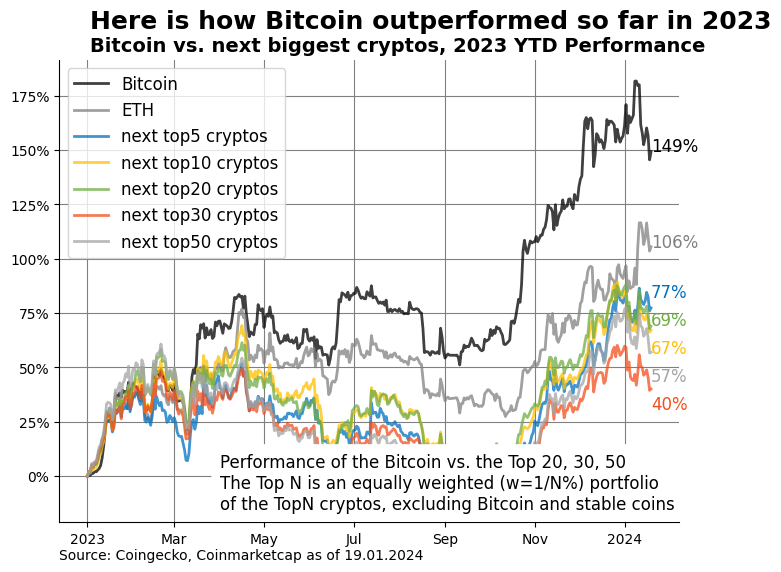 Here is how Bitcoin outperformed so far in 2023
Bitcoin vs. next biggest cryptos, 2023 YTD Performance
Bitcoin
ETH
next top5 cryptos
next top10 cryptos
next top20 cryptos
next top30 cryptos
next top50 cryptos
175%
150%
125%
100%
75%
50%
25%
0%
149%
106%
77%
69%
67%
57%
40%
Performance of the Bitcoin vs. the Top 20, 30, 50
The Top N is an equally weighted (w=1/N%) portfolio
of the TopN cryptos, excluding Bitcoin and stable coins
2023 Mar May Jul Sep Nov 2024
Source: Coingecko, Coinmarketcap as of 19.01.2024